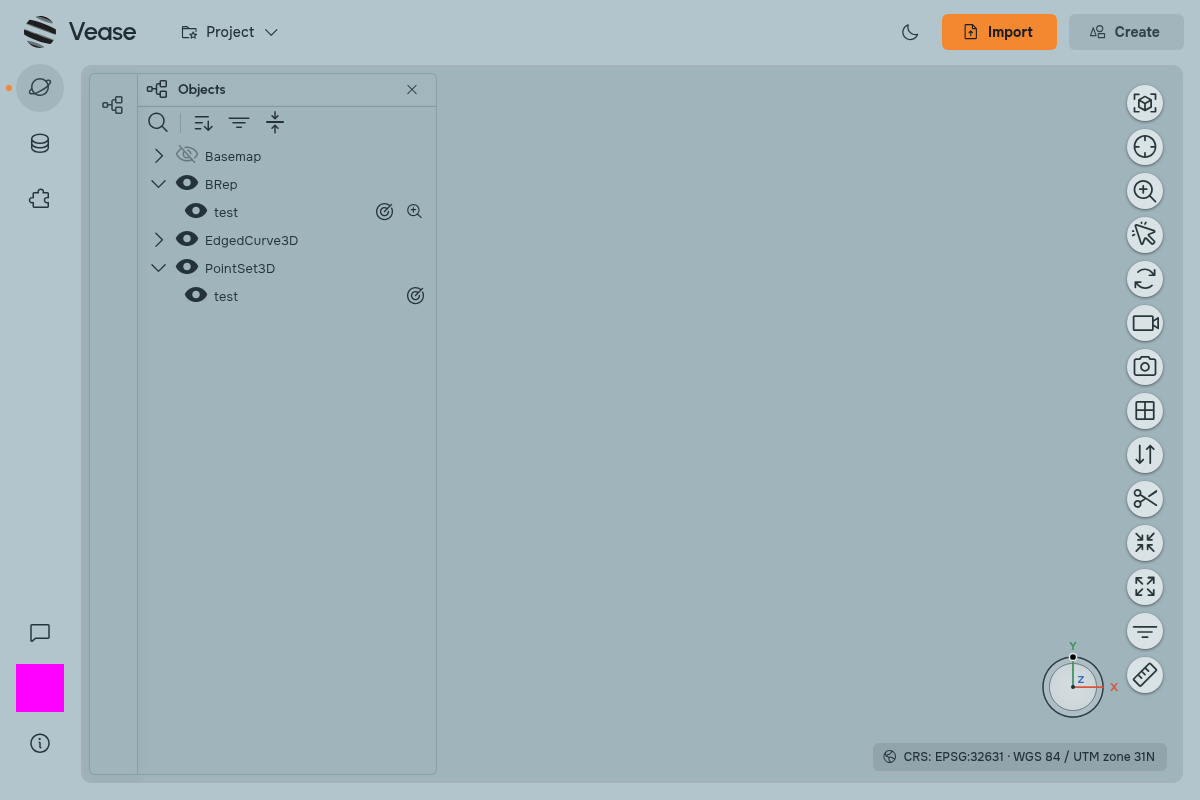 Vease
Project
Import
Create
Objects
Basemap
BRep
test
EdgedCurve3D
PointSet3D
test
Y
Z
X
CRS: EPSG:32631 · WGS 84 / UTM zone 31N